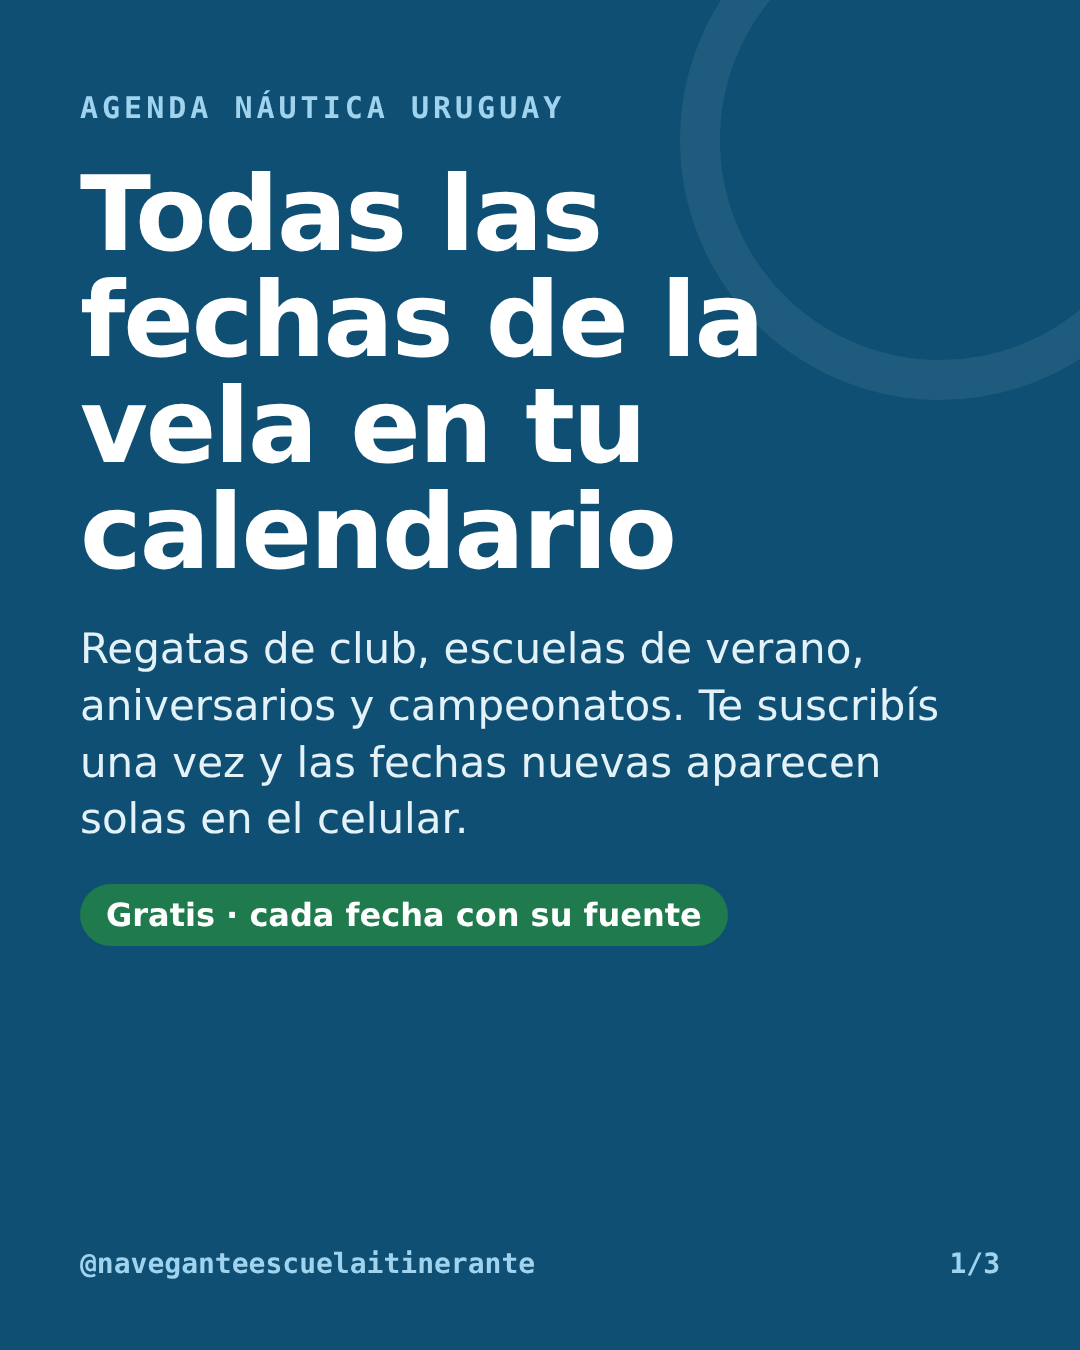 AGENDA NÁUTICA URUGUAY
Todas las
fechas de la
vela en tu
calendario
Regatas de club, escuelas de verano,
aniversarios y campeonatos. Te suscribís
una vez y las fechas nuevas aparecen
solas en el celular.
Gratis · cada fecha con su fuente
@naveganteescuelaitinerante
1/3